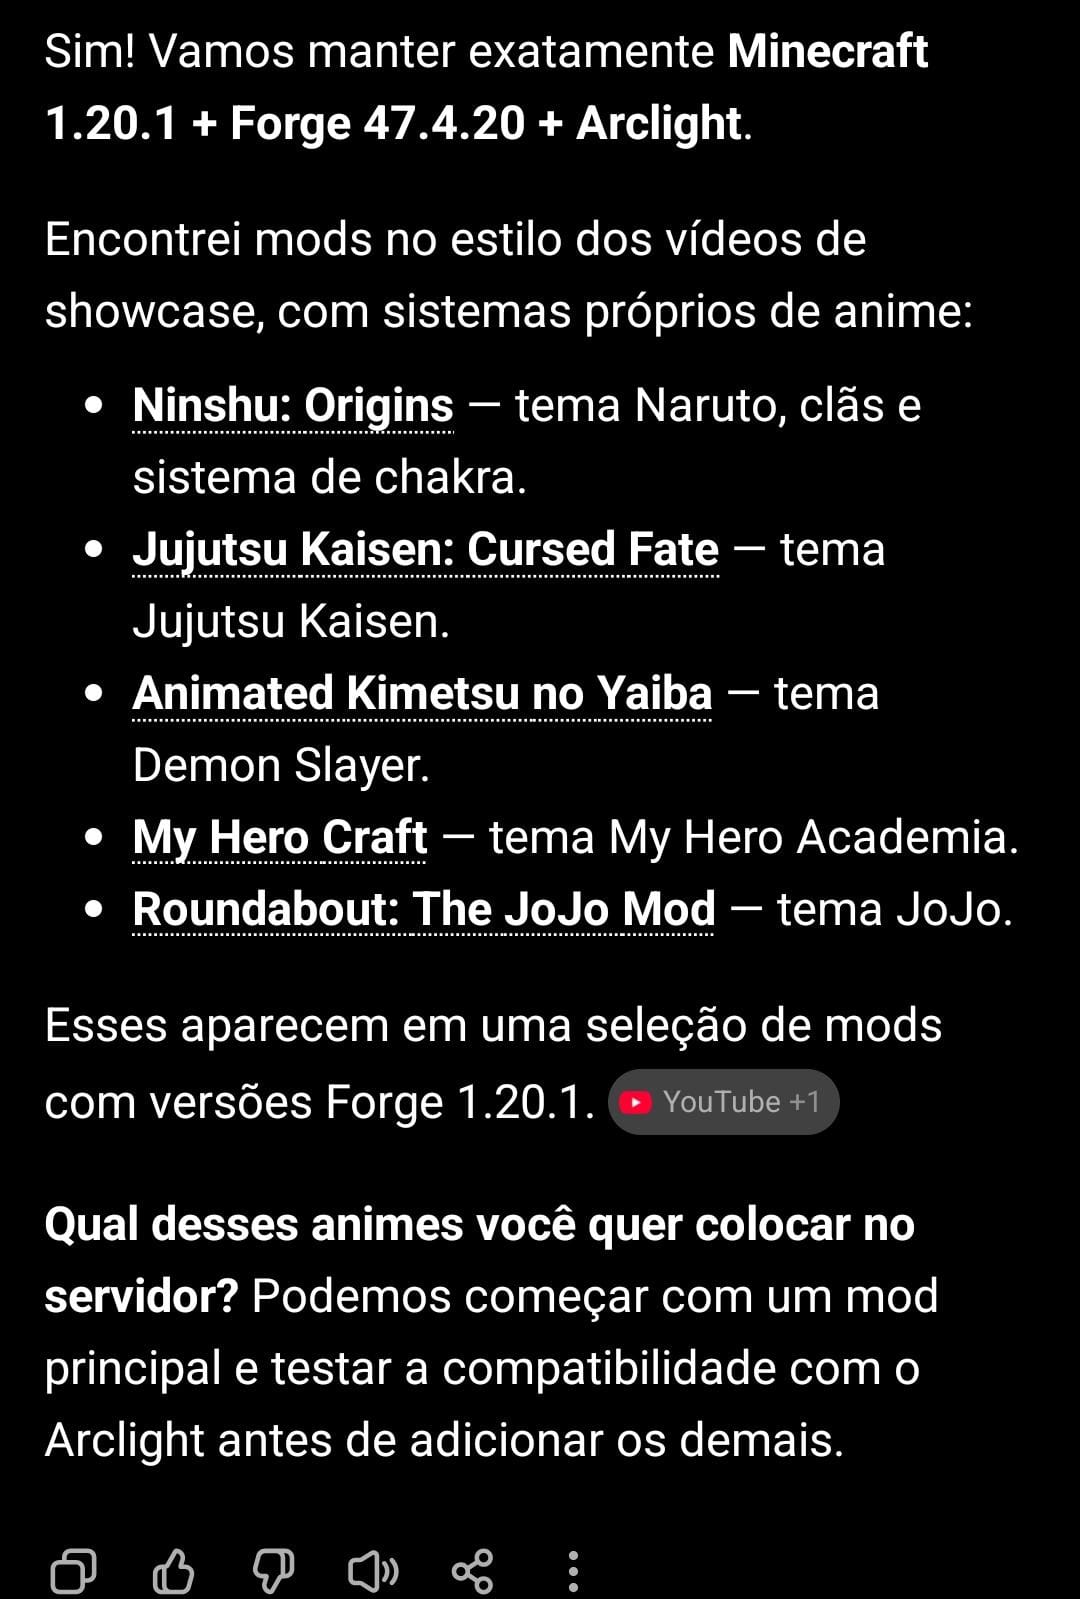 Sim! Vamos manter exatamente Minecraft
1.20.1 + Forge 47.4.20 + Arclight.
Encontrei mods no estilo dos vídeos de
showcase, com sistemas próprios de anime:
• Ninshu: Origins — tema Naruto, clãs e
sistema de chakra.
• Jujutsu Kaisen: Cursed Fate — tema
Jujutsu Kaisen.
• Animated Kimetsu no Yaiba — tema
Demon Slayer.
• My Hero Craft — tema My Hero Academia.
• Roundabout: The JoJo Mod — tema JoJo.
Esses aparecem em uma seleção de mods
com versões Forge 1.20.1. YouTube +1
Qual desses animes você quer colocar no
servidor? Podemos começar com um mod
principal e testar a compatibilidade com o
Arclight antes de adicionar os demais.